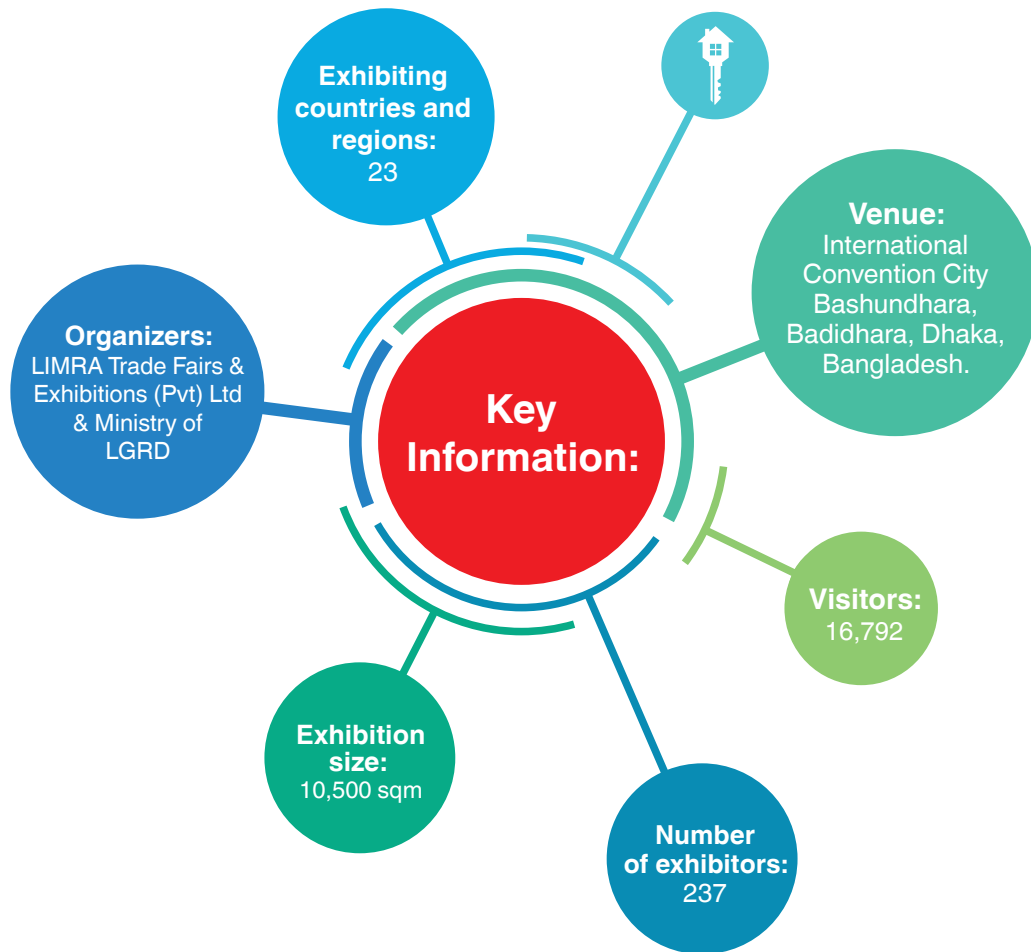 Exhibiting
countries and
regions:
23
Venue:
International
Convention City
Bashundhara,
Badidhara, Dhaka,
Bangladesh.
Organizers:
LIMRA Trade Fairs &
Exhibitions (Pvt) Ltd
& Ministry of
LGRD
Key
Information:
Visitors:
16,792
Exhibition
size:
10,500 sqm
Number
of exhibitors:
237